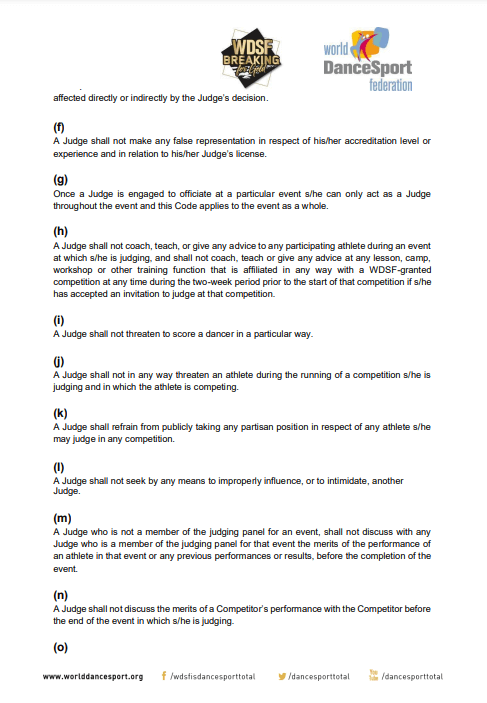 WDSF
BREAKING
for Gold
world
DanceSport
federation
affected directly or indirectly by the Judge's decision.
(f)
A Judge shall not make any false representation in respect of his/her accreditation level or
experience and in relation to his/her Judge's license.
(g)
Once a Judge is engaged to officiate at a particular event s/he can only act as a Judge
throughout the event and this Code applies to the event as a whole.
(h)
A Judge shall not coach, teach, or give any advice to any participating athlete during an event
at which s/he is judging, and shall not coach, teach or give any advice at any lesson, camp,
workshop or other training function that is affiliated in any way with a WDSF-granted
competition at any time during the two-week period prior to the start of that competition if s/he
has accepted an invitation to judge at that competition.
(i)
A Judge shall not threaten to score a dancer in a particular way.
(j)
A Judge shall not in any way threaten an athlete during the running of a competition s/he is
judging and in which the athlete is competing.
(k)
A Judge shall refrain from publicly taking any partisan position in respect of any athlete s/he
may judge in any competition.
(l)
A Judge shall not seek by any means to improperly influence, or to intimidate, another
Judge.
(m)
A Judge who is not a member of the judging panel for an event, shall not discuss with any
Judge who is a member of the judging panel for that event the merits of the performance of
an athlete in that event or any previous performances or results, before the completion of the
event.
(n)
A Judge shall not discuss the merits of a Competitor's performance with the Competitor before
the end of the event in which s/he is judging.
(o)
www.worlddancesport.org /wdsfisdancesporttotal /dancesporttotal You Tube /dancesporttotal